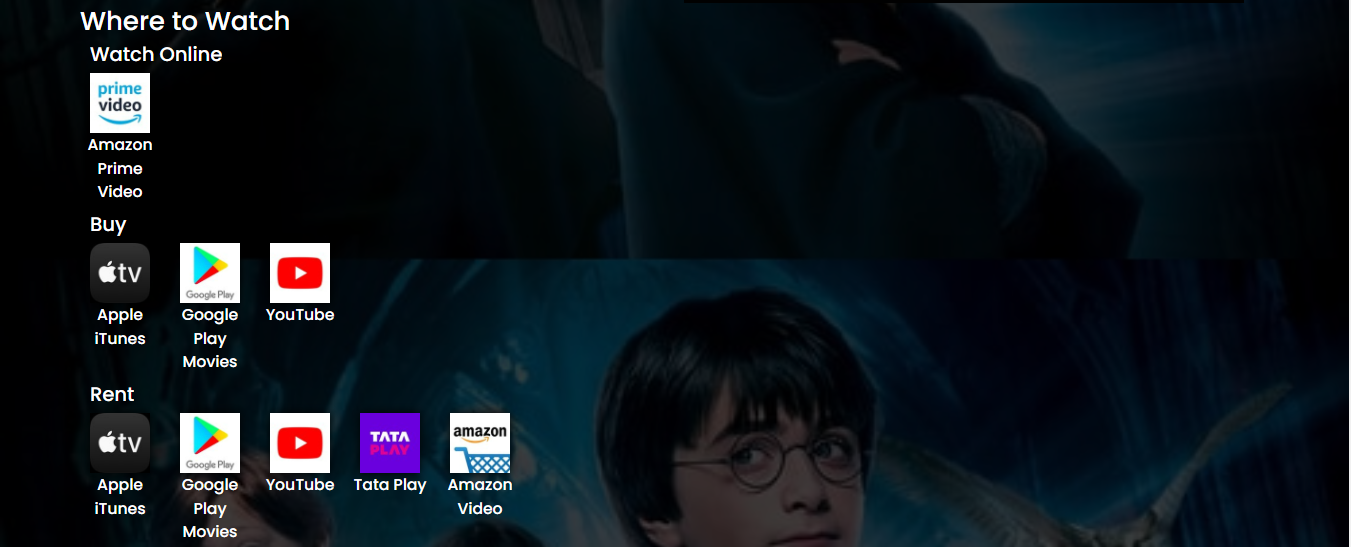 Where to Watch
Watch Online
prime
video
Amazon
Prime
Video
Buy
tv
Google Play
Apple
iTunes
Google
Play
Movies
YouTube
Rent
tv
Google Play
TATA
PLAY
amazon
Apple
iTunes
Google
Play
Movies
YouTube
Tata Play
Amazon
Video